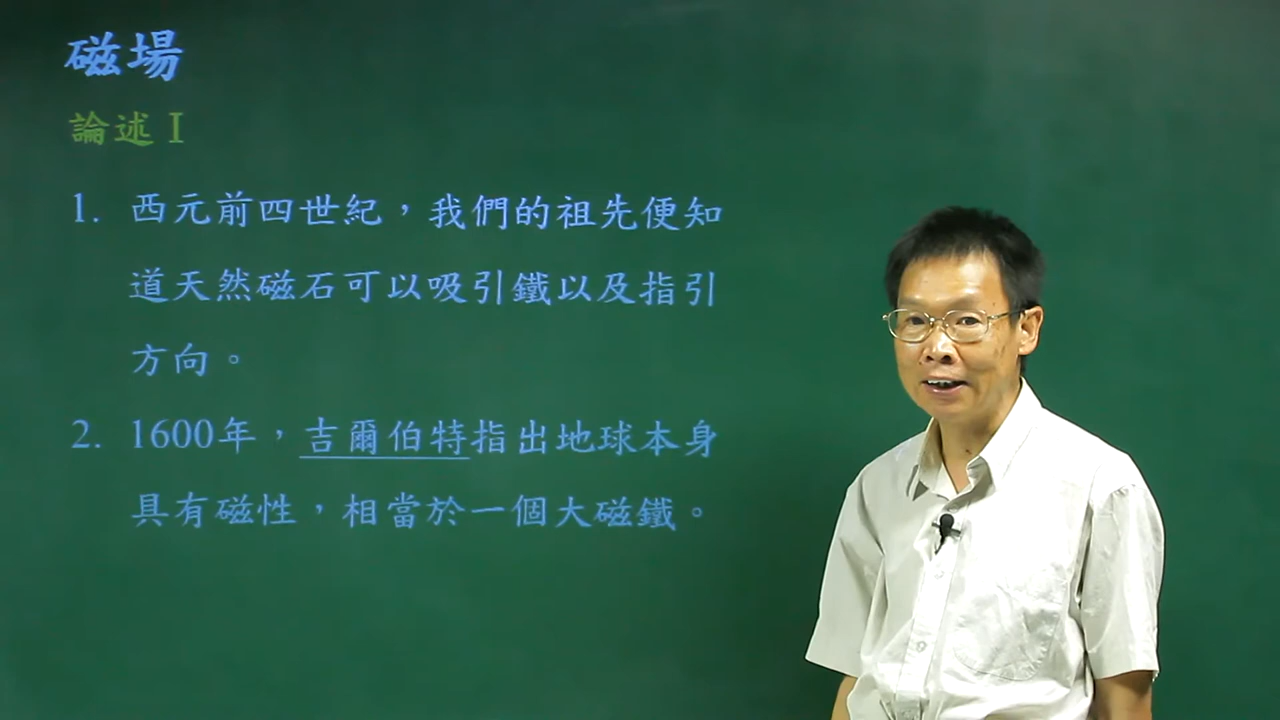 磁場
論述 I
1. 西元前四世紀，我們的祖先便知
道天然磁石可以吸引鐵以及指引
方向。
2. 1600年，吉爾伯特指出地球本身
具有磁性，相當於一個大磁鐵。